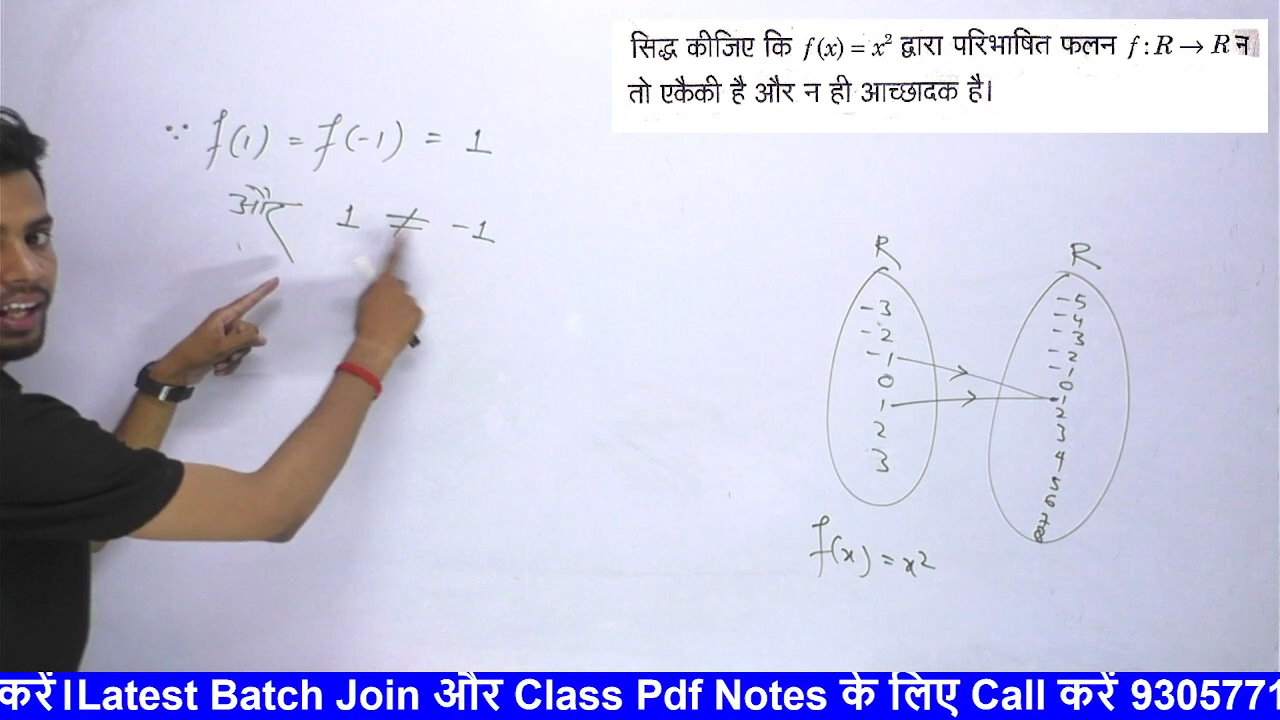 सिद्ध कीजिए कि f(x) = x² द्वारा परिभाषित फलन f : R → R न
तो एकैकी है और न ही आच्छादक है।
∵ f(1) = f(-1) = 1
और 1 ≠ -1
R
-3
-2
-1
0
1
2
3
R
-5
-4
-3
-2
-1
0
1
2
3
4
5
6
7
8
f(x) = x²
करें।Latest Batch Join और Class Pdf Notes के लिए Call करें 9305771